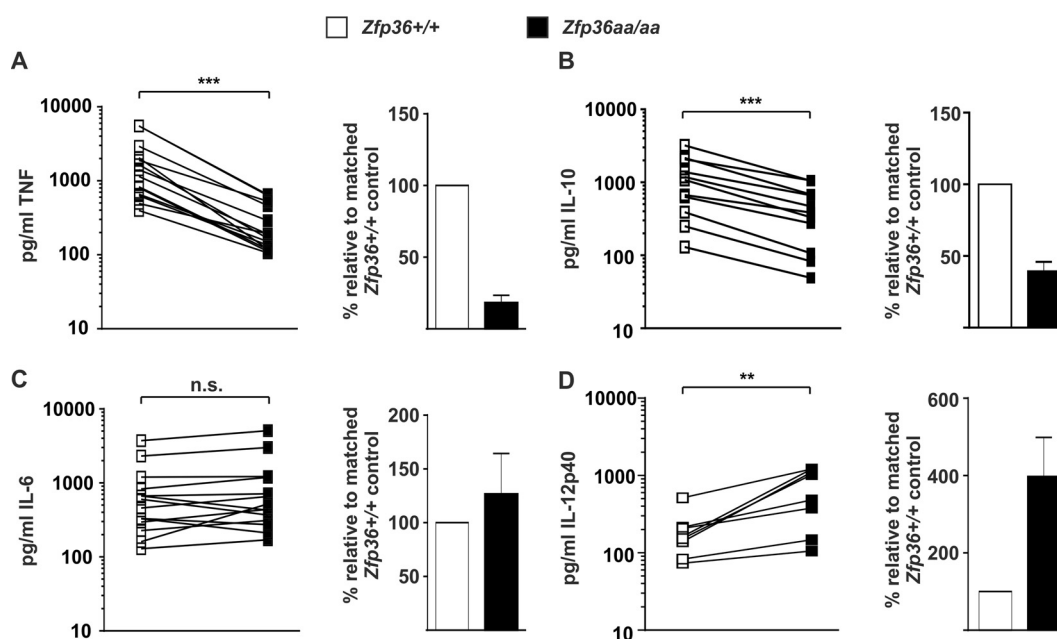 Zfp36+/+ Zfp36aa/aa
A
***
10000
1000
100
10
pg/ml TNF
150
100
50
% relative to matched
Zfp36+/+ control
B
***
10000
1000
100
10
pg/ml IL-10
150
100
50
% relative to matched
Zfp36+/+ control
C
n.s.
10000
1000
100
10
pg/ml IL-6
200
150
100
50
% relative to matched
Zfp36+/+ control
D
**
10000
1000
100
10
pg/ml IL-12p40
600
400
200
% relative to matched
Zfp36+/+ control